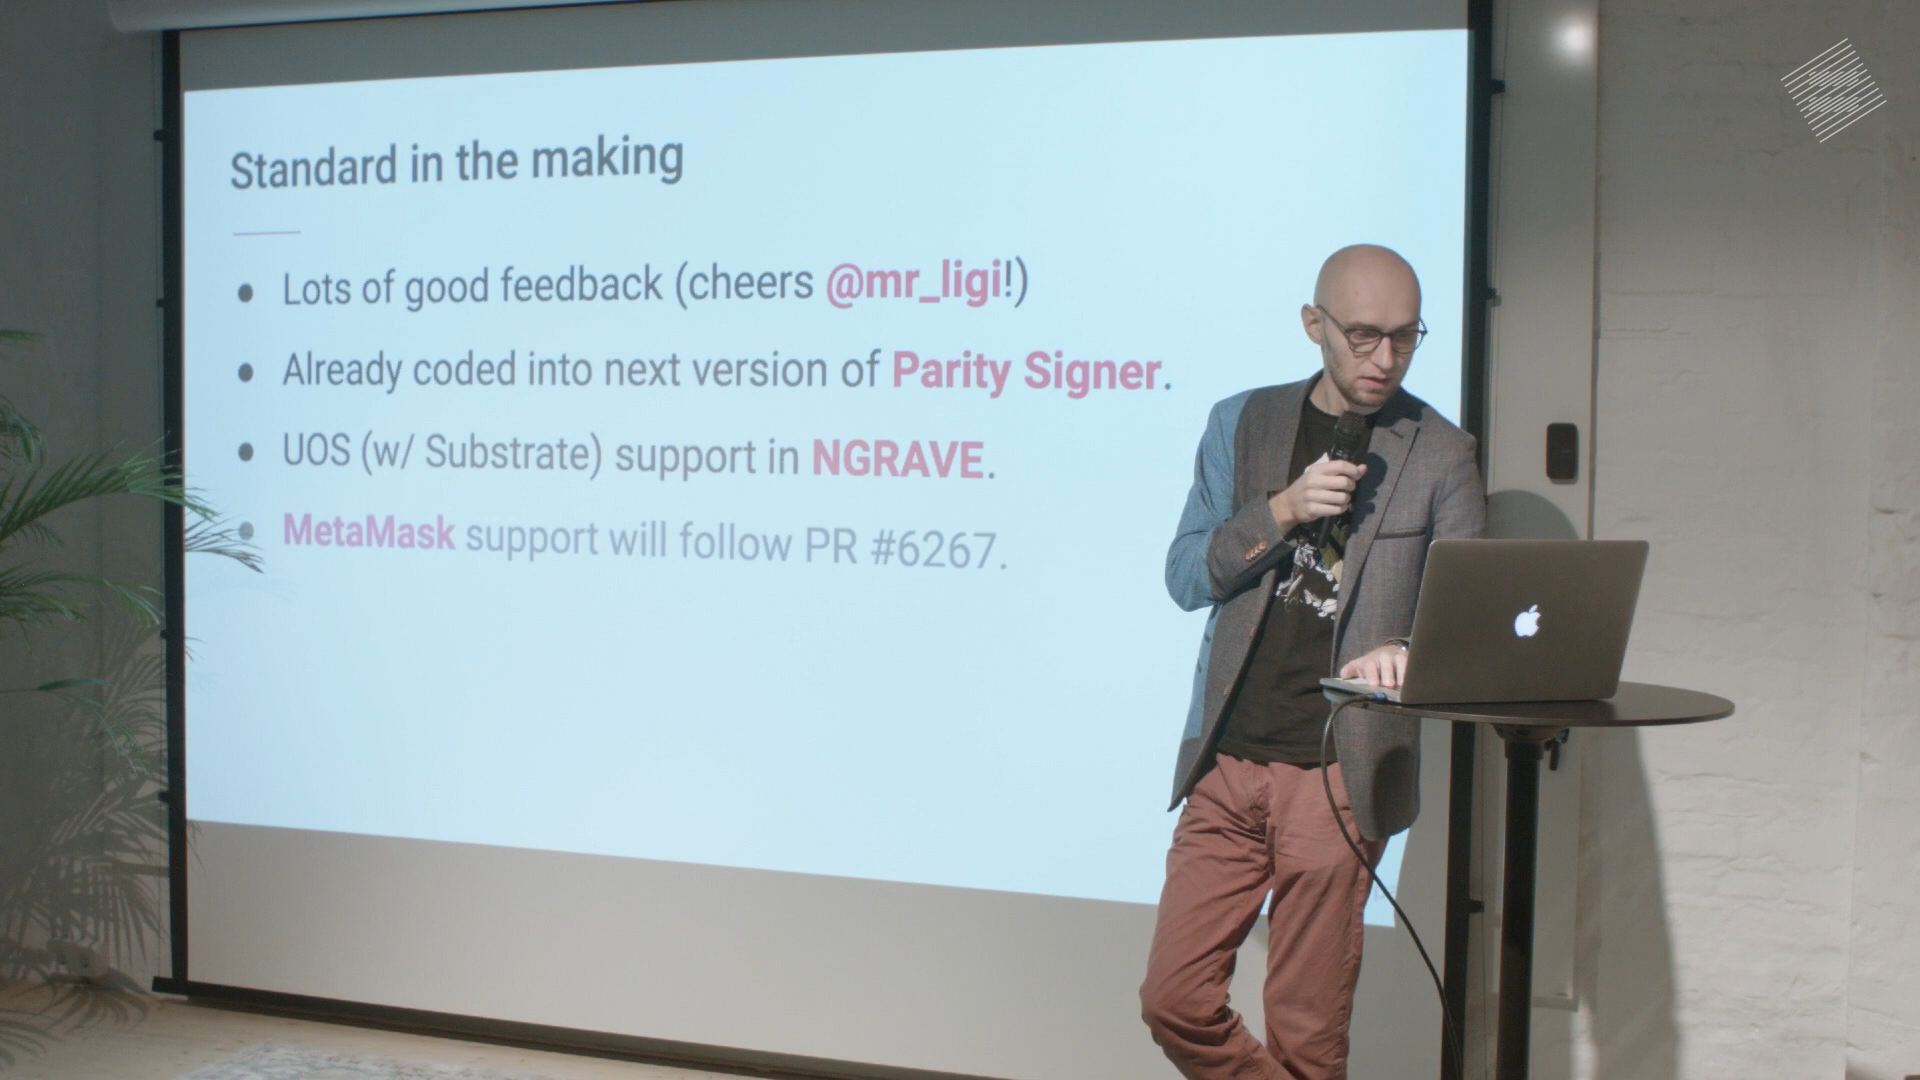 Standard in the making
• Lots of good feedback (cheers @mr_ligi!)
• Already coded into next version of Parity Signer.
• UOS (w/ Substrate) support in NGRAVE.
• MetaMask support will follow PR #6267.